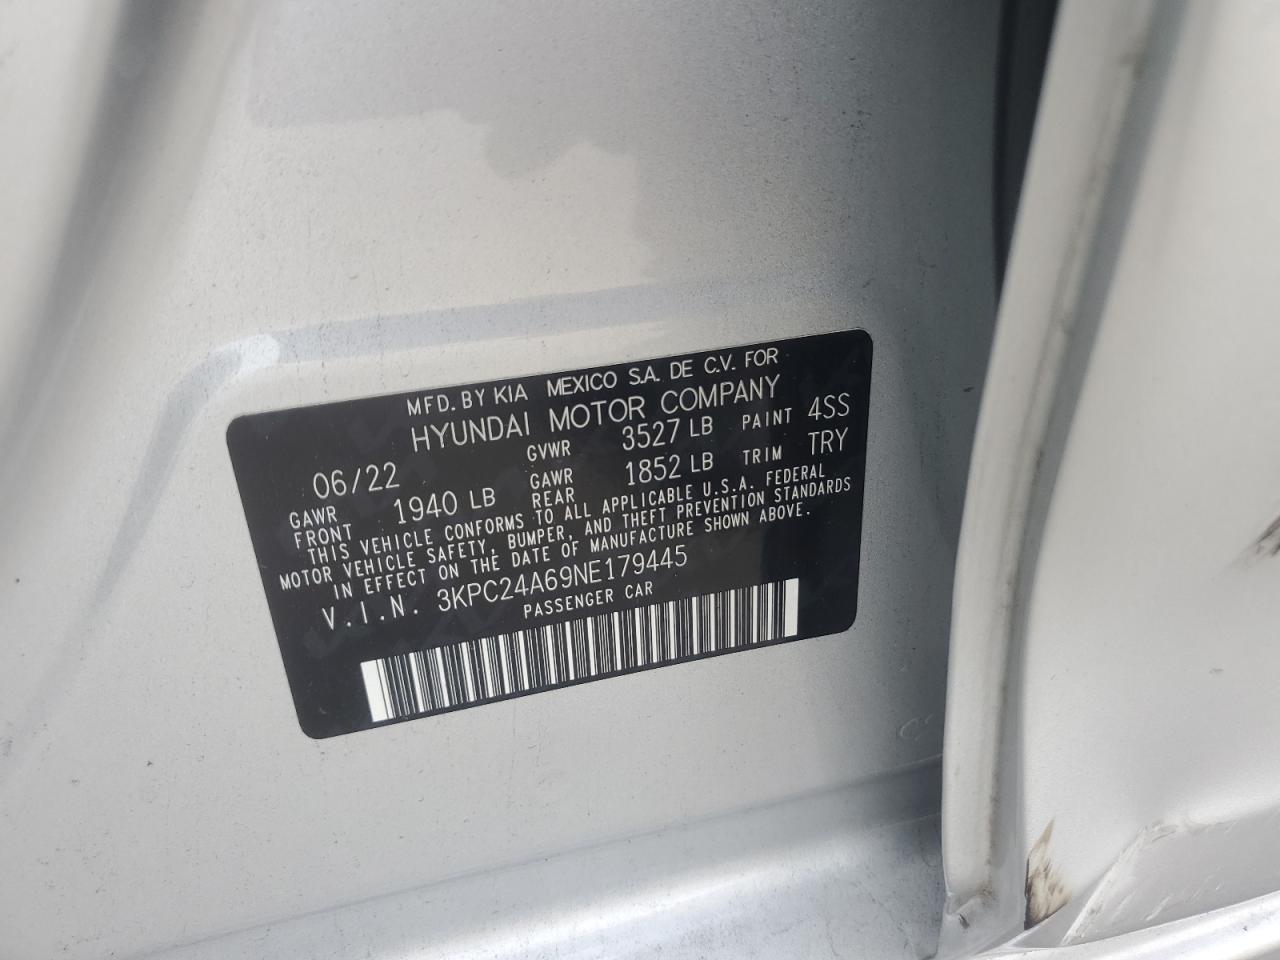 MFD. BY KIA MEXICO S.A. DE C.V. FOR
HYUNDAI MOTOR COMPANY
06/22 GVWR 3527 LB PAINT 4SS
GAWR FRONT 1940 LB GAWR REAR 1852 LB TRIM TRY
THIS VEHICLE CONFORMS TO ALL APPLICABLE U.S.A. FEDERAL
MOTOR VEHICLE SAFETY, BUMPER, AND THEFT PREVENTION STANDARDS
IN EFFECT ON THE DATE OF MANUFACTURE SHOWN ABOVE.
V.I.N. 3KPC24A69NE179445
PASSENGER CAR